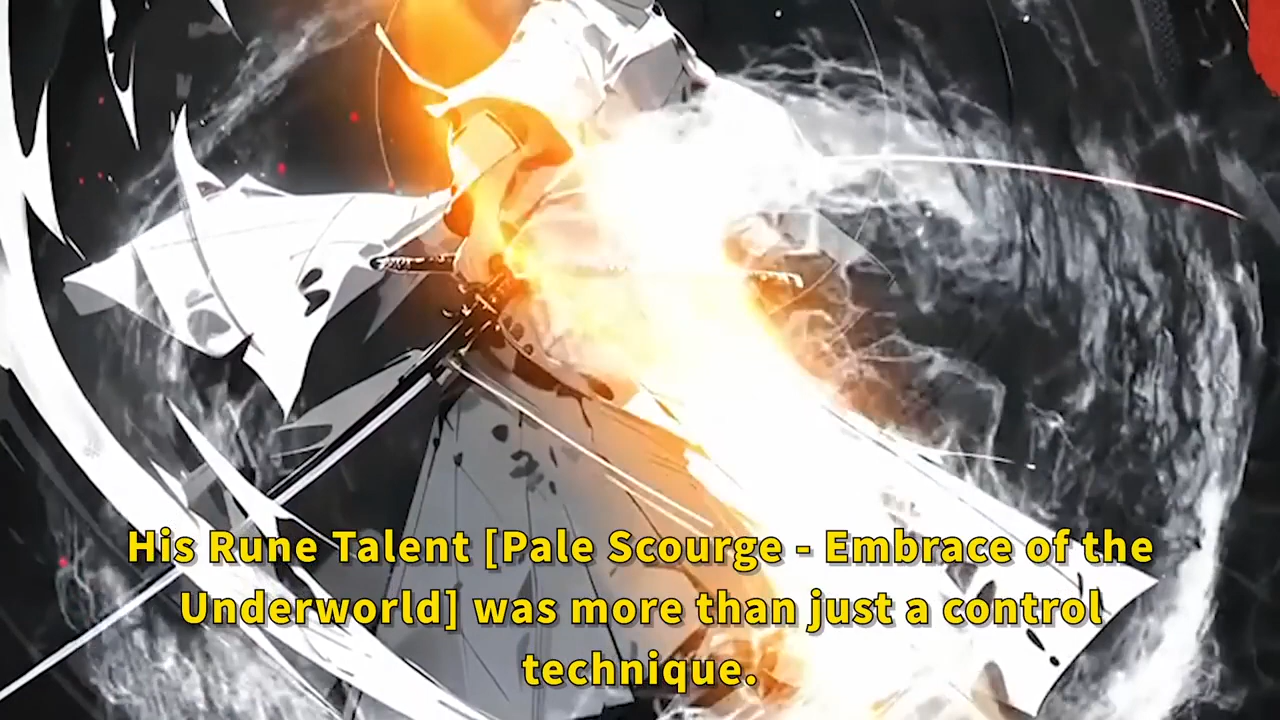 His Rune Talent [Pale Scourge - Embrace of the
Underworld] was more than just a control
technique.